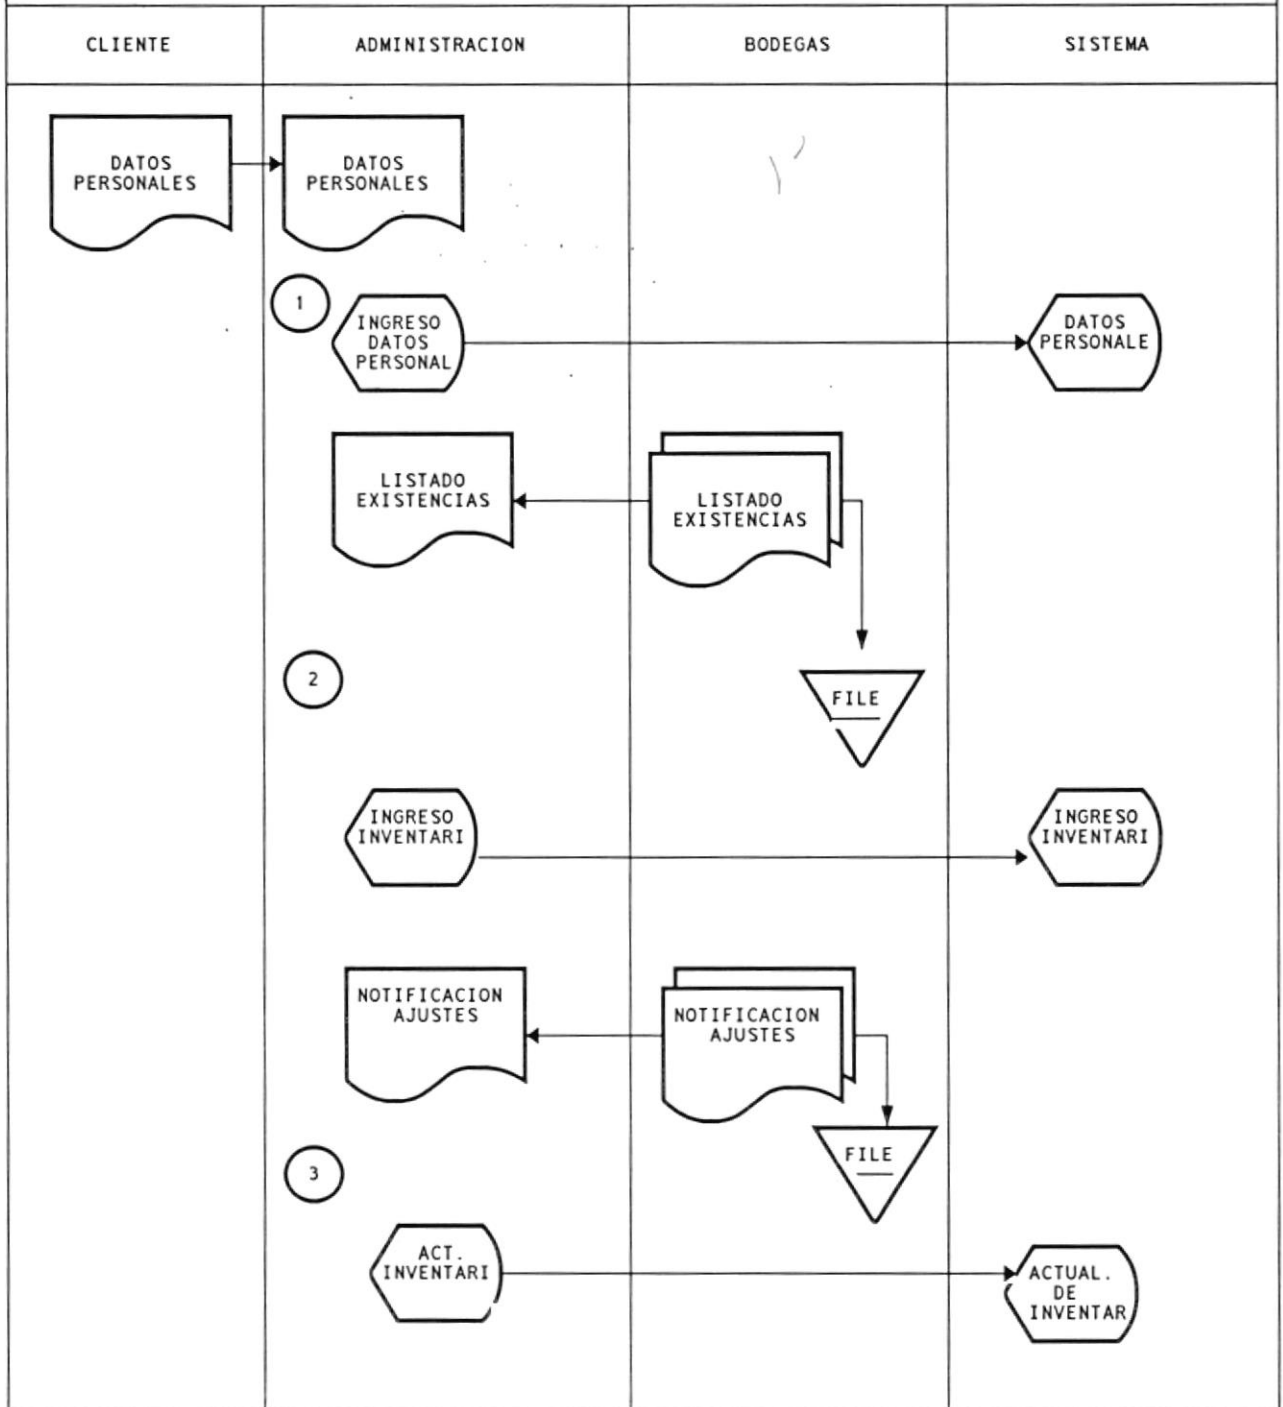 CLIENTE
ADMINISTRACION
BODEGAS
SISTEMA
DATOS
PERSONALES
DATOS
PERSONALES
1
INGRESO
DATOS
PERSONAL
DATOS
PERSONALE
LISTADO
EXISTENCIAS
LISTADO
EXISTENCIAS
2
FILE
INGRESO
INVENTARI
INGRESO
INVENTARI
NOTIFICACION
AJUSTES
NOTIFICACION
AJUSTES
3
FILE
ACT.
INVENTARI
ACTUAL.
DE
INVENTAR